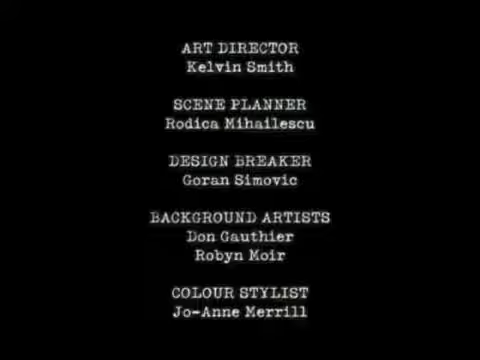 ART DIRECTOR
Kelvin Smith
SCENE PLANNER
Rodica Mihailescu
DESIGN BREAKER
Goran Simovic
BACKGROUND ARTISTS
Don Gauthier
Robyn Moir
COLOUR STYLIST
Jo-Anne Merrill